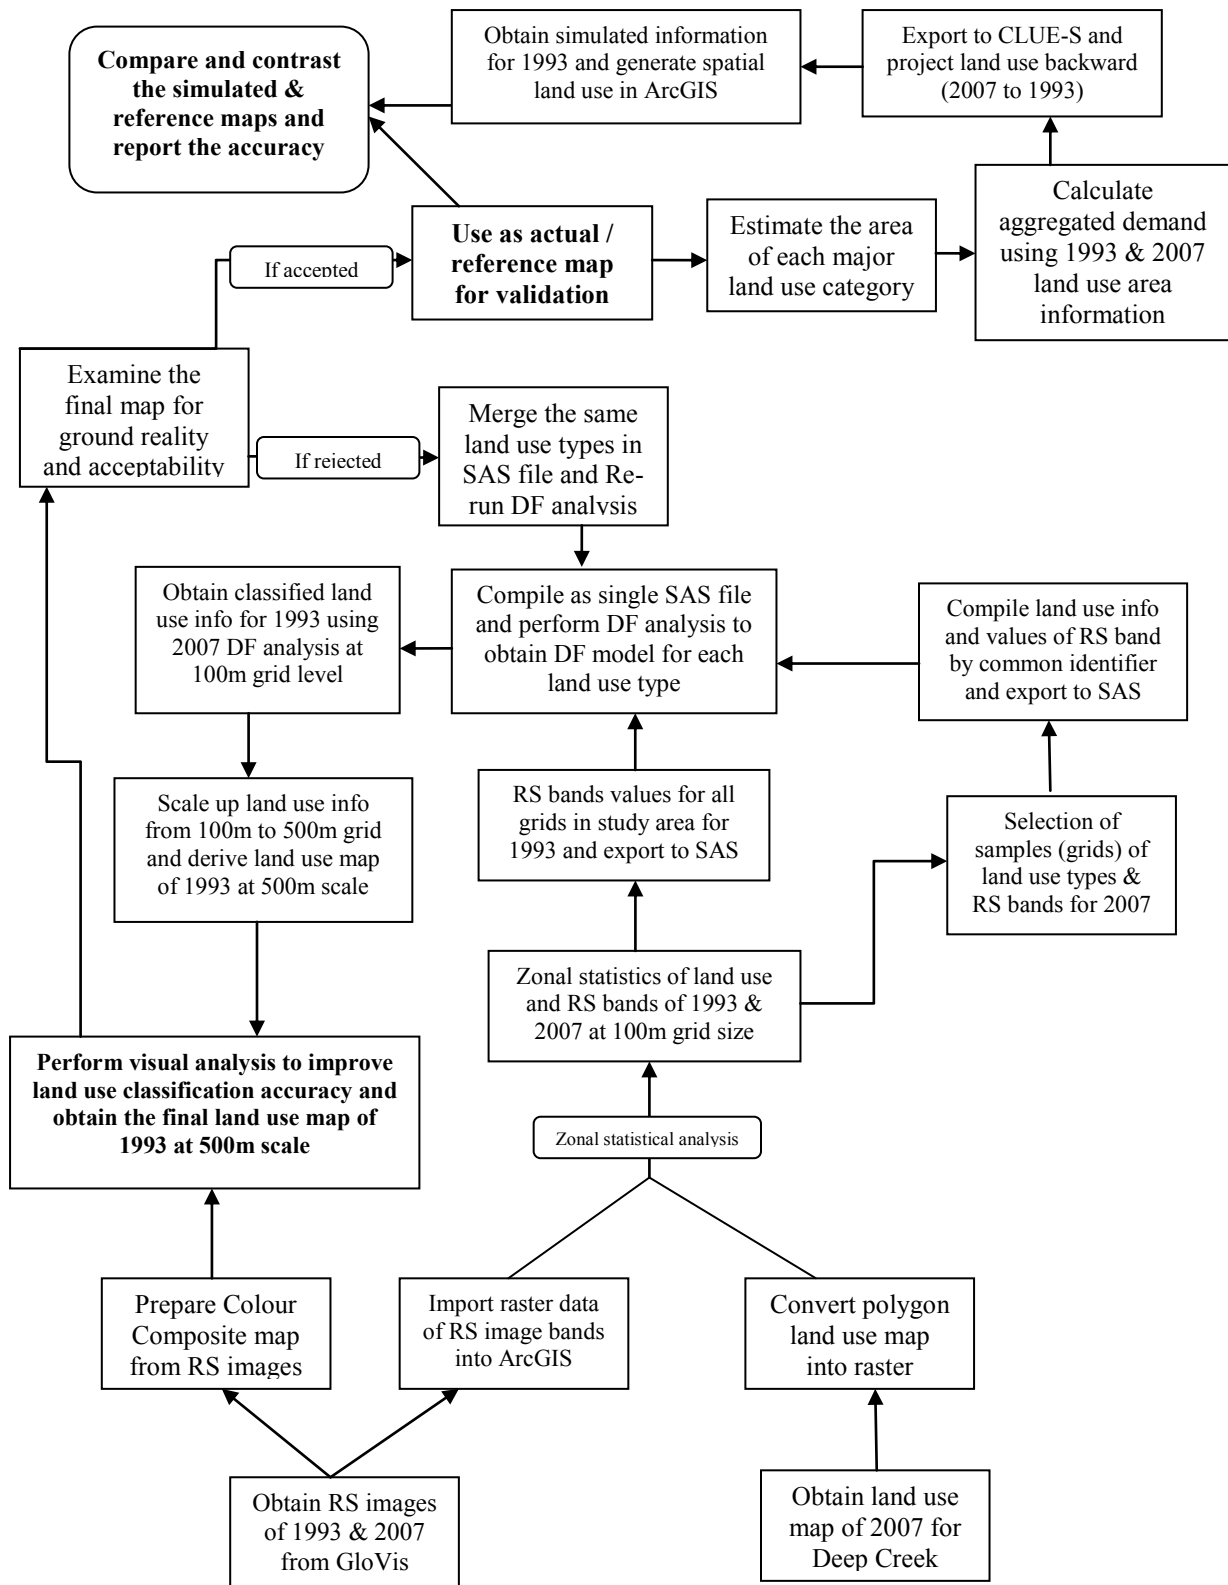 Compare and contrast
the simulated &
reference maps and
report the accuracy
Obtain simulated information
for 1993 and generate spatial
land use in ArcGIS
Export to CLUE-S and
project land use backward
(2007 to 1993)
If accepted
Use as actual /
reference map
for validation
Estimate the area
of each major
land use category
Calculate
aggregated demand
using 1993 & 2007
land use area
information
Examine the
final map for
ground reality
and acceptability
If rejected
Merge the same
land use types in
SAS file and Re-
run DF analysis
Obtain classified land
use info for 1993 using
2007 DF analysis at
100m grid level
Compile as single SAS file
and perform DF analysis to
obtain DF model for each
land use type
Compile land use info
and values of RS band
by common identifier
and export to SAS
Scale up land use info
from 100m to 500m grid
and derive land use map
of 1993 at 500m scale
RS bands values for all
grids in study area for
1993 and export to SAS
Selection of
samples (grids) of
land use types &
RS bands for 2007
Zonal statistics of land use
and RS bands of 1993 &
2007 at 100m grid size
Perform visual analysis to improve
land use classification accuracy and
obtain the final land use map of
1993 at 500m scale
Zonal statistical analysis
Prepare Colour
Composite map
from RS images
Import raster data
of RS image bands
into ArcGIS
Convert polygon
land use map
into raster
Obtain RS images
of 1993 & 2007
from GloVis
Obtain land use
map of 2007 for
Deep Creek